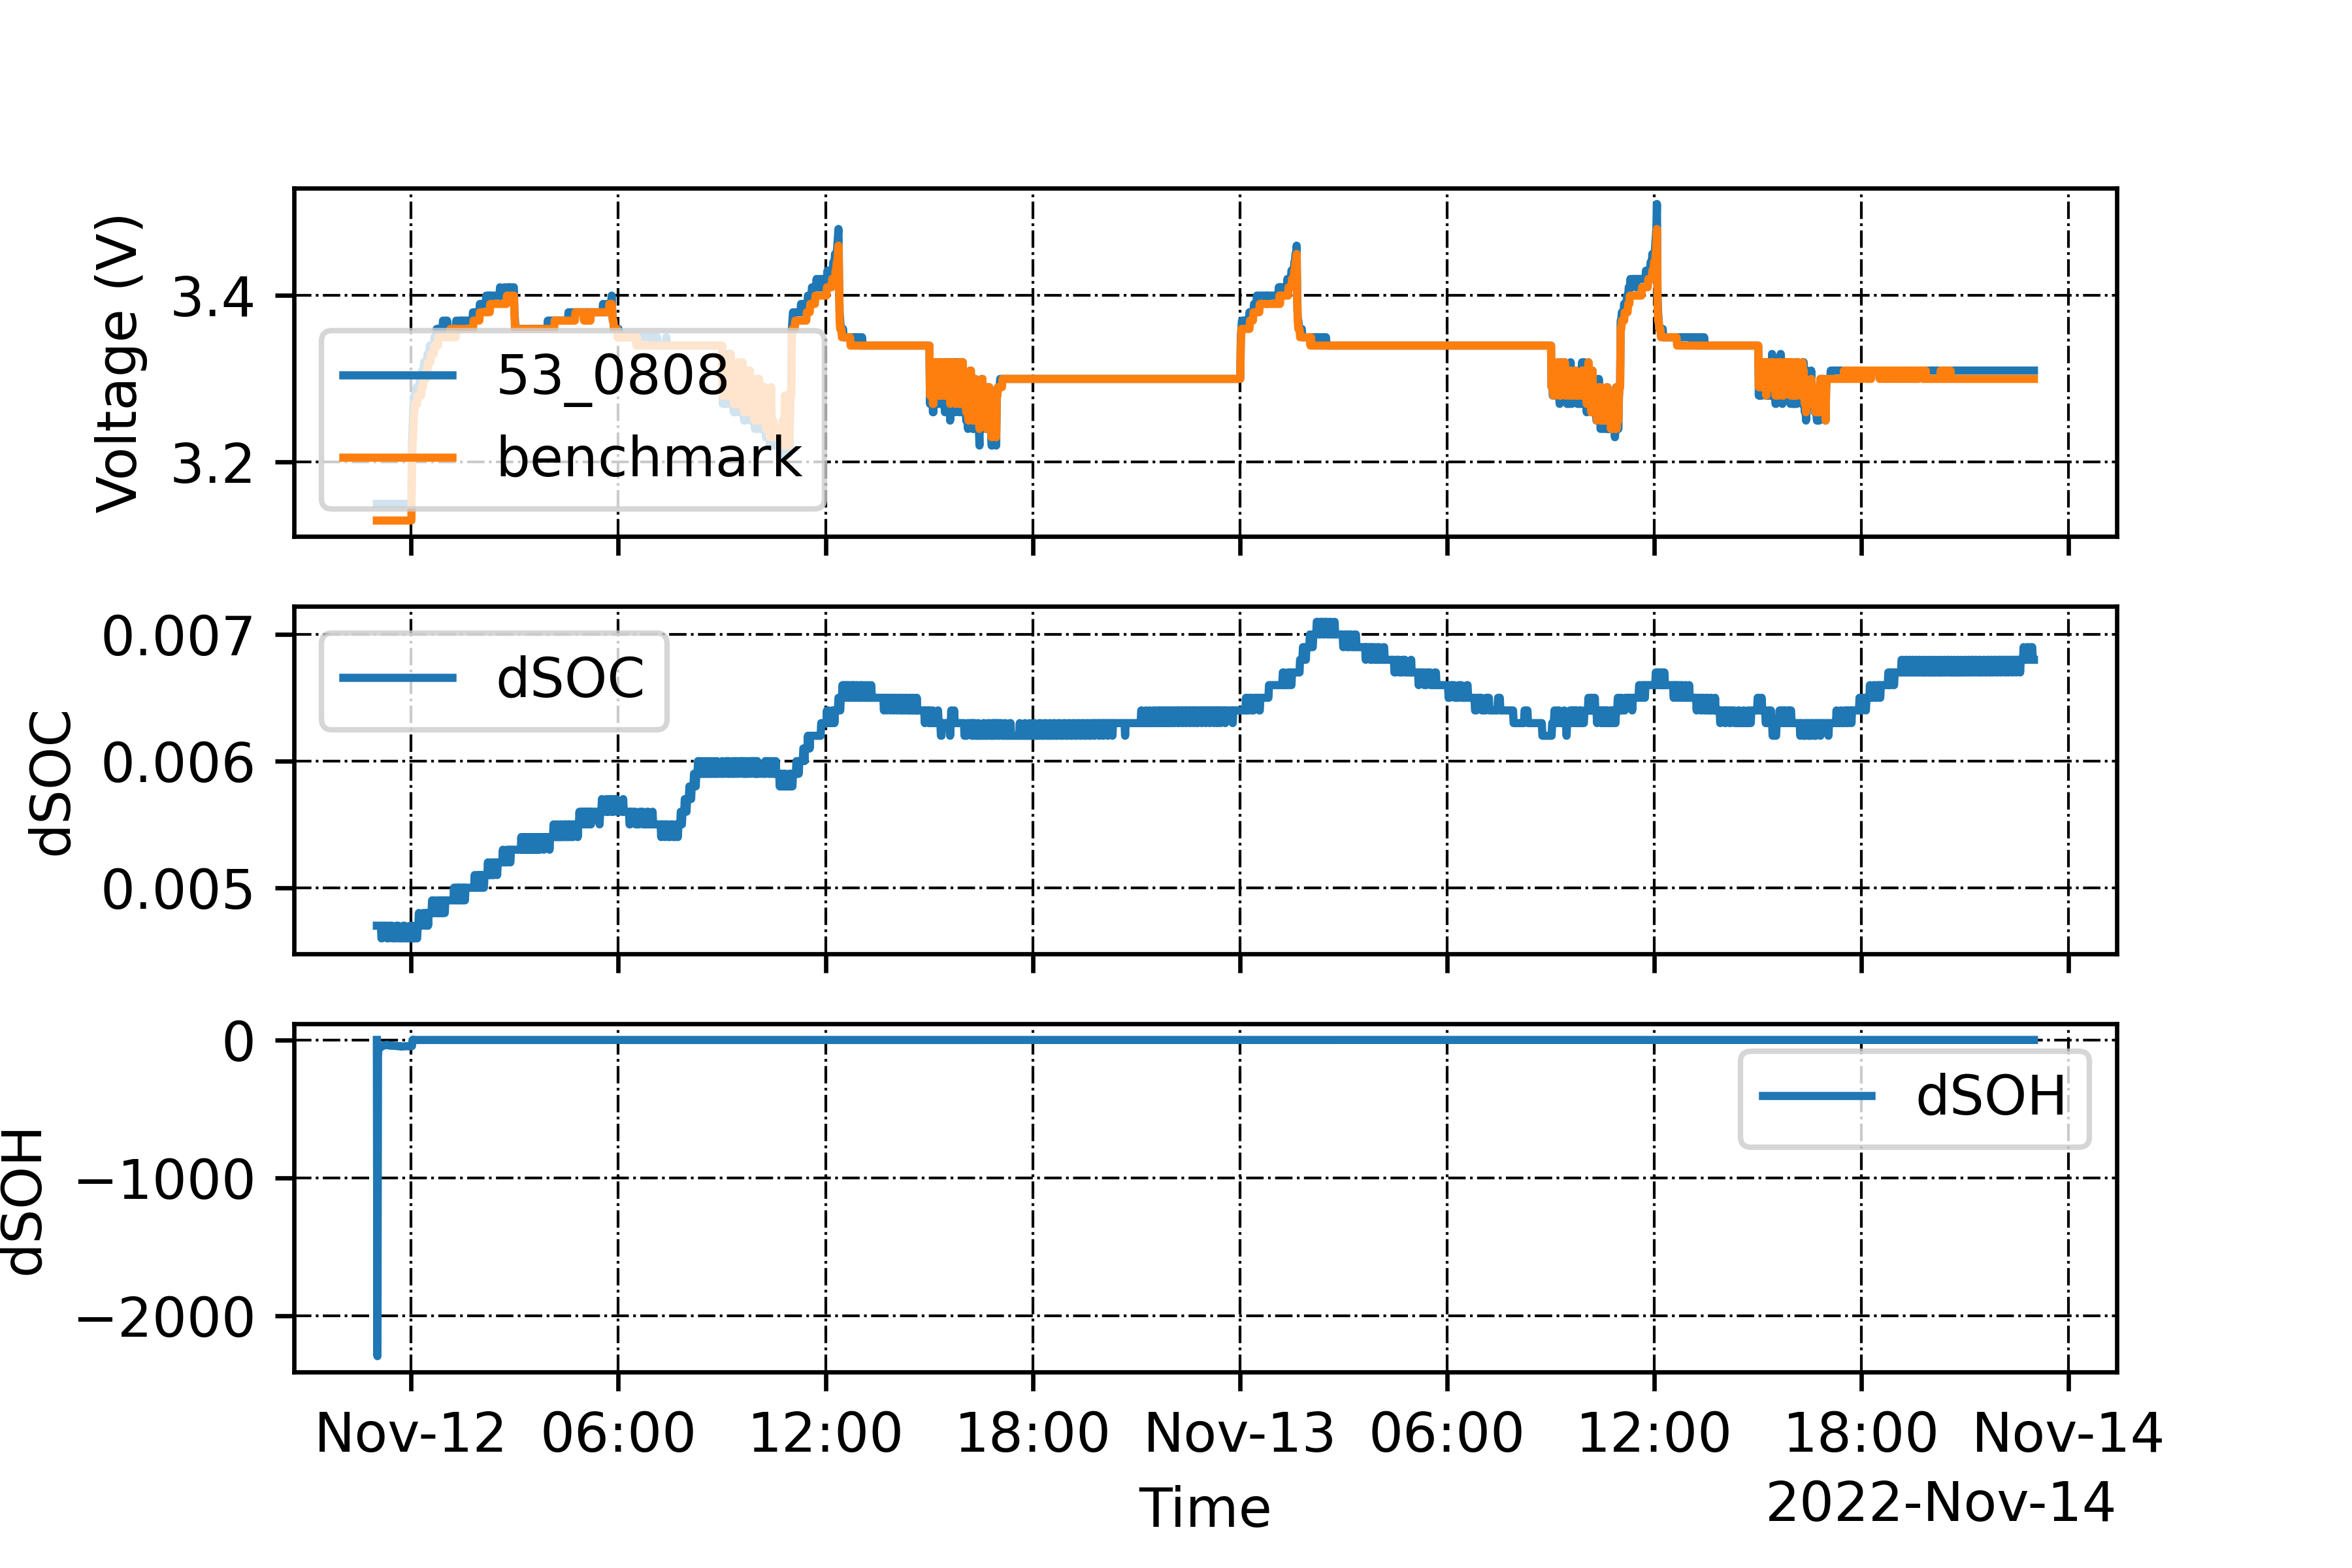 Voltage (V)
3.4
3.2
53_0808
benchmark
dSOC
0.007
0.006
0.005
dSOC
dSOH
0
−1000
−2000
dSOH
Nov-12 06:00 12:00 18:00 Nov-13 06:00 12:00 18:00 Nov-14
Time
2022-Nov-14